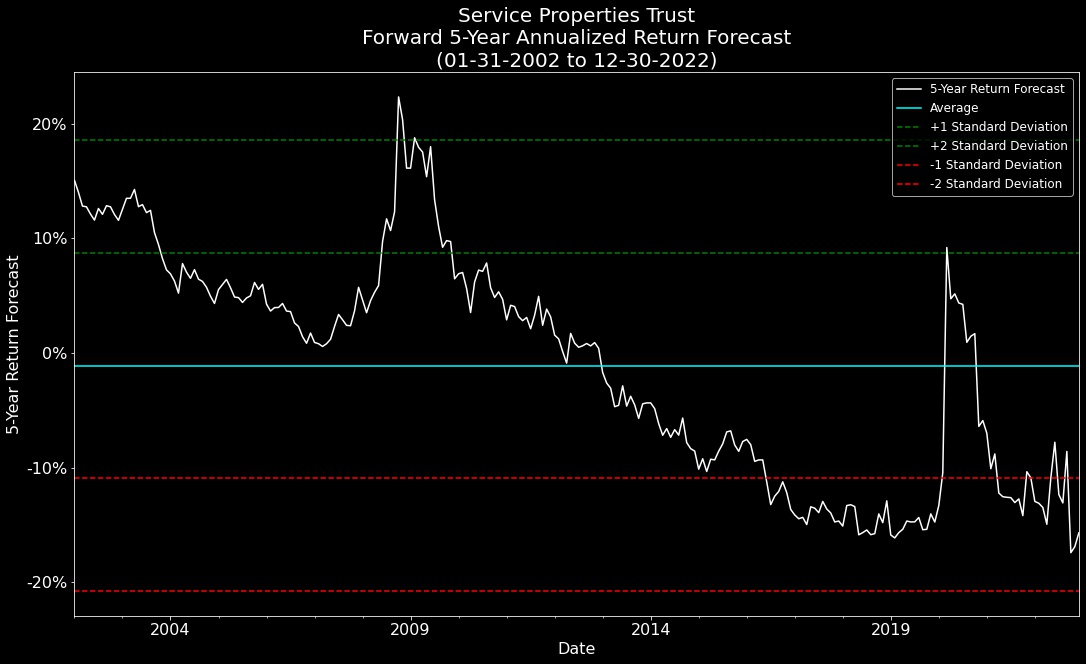 Service Properties Trust
Forward 5-Year Annualized Return Forecast
(01-31-2002 to 12-30-2022)
5-Year Return Forecast
Average
+1 Standard Deviation
+2 Standard Deviation
-1 Standard Deviation
-2 Standard Deviation
5-Year Return Forecast
20%
10%
0%
-10%
-20%
2004
2009
2014
2019
Date